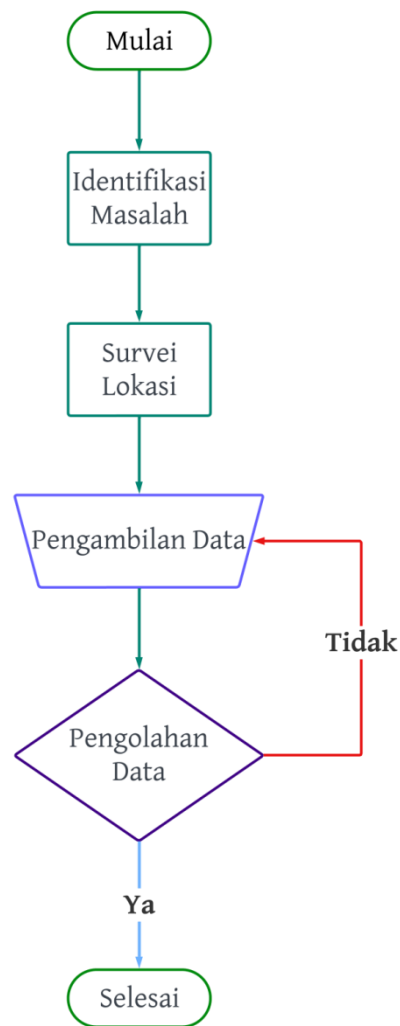 Mulai
Identifikasi
Masalah
Survei
Lokasi
Pengambilan Data
Tidak
Pengolahan
Data
Ya
Selesai